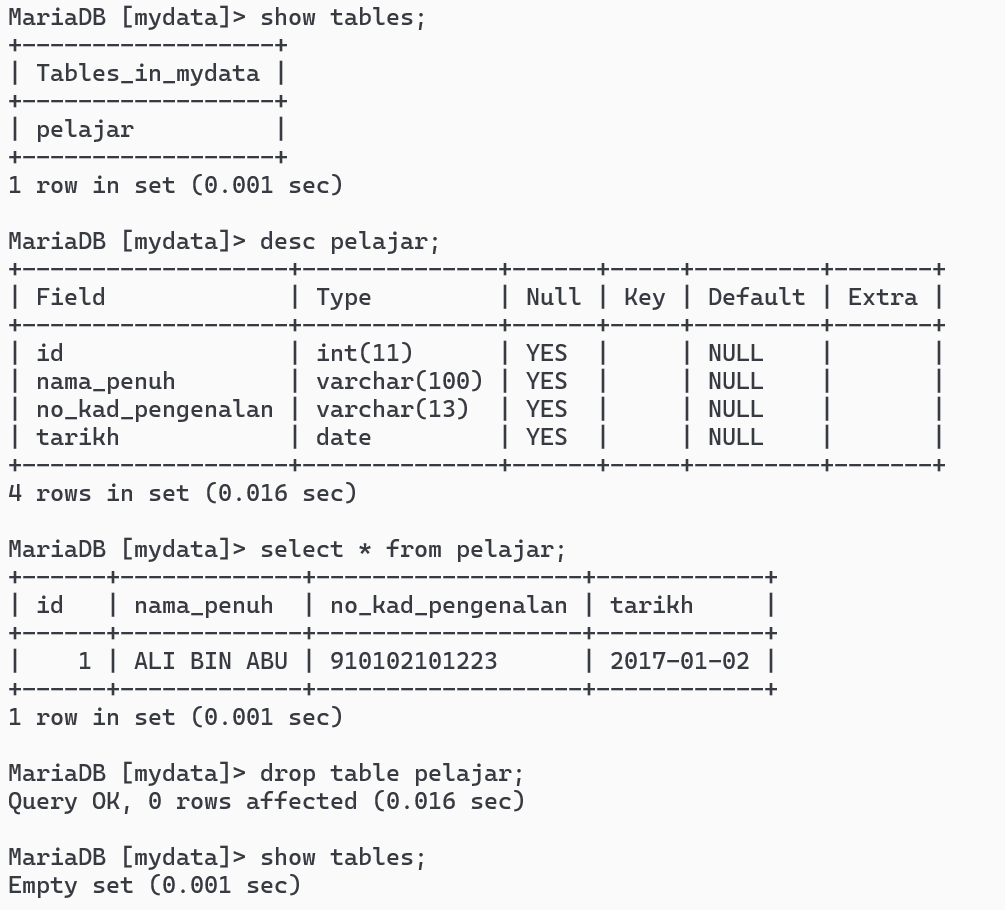 MariaDB [mydata]> show tables;
+------------------+
| Tables_in_mydata |
+------------------+
| pelajar          |
+------------------+
1 row in set (0.001 sec)

MariaDB [mydata]> desc pelajar;
+-------------------+--------------+------+-----+---------+-------+
| Field             | Type         | Null | Key | Default | Extra |
+-------------------+--------------+------+-----+---------+-------+
| id                | int(11)      | YES  |     | NULL    |       |
| nama_penuh        | varchar(100) | YES  |     | NULL    |       |
| no_kad_pengenalan | varchar(13)  | YES  |     | NULL    |       |
| tarikh            | date         | YES  |     | NULL    |       |
+-------------------+--------------+------+-----+---------+-------+
4 rows in set (0.016 sec)

MariaDB [mydata]> select * from pelajar;
+------+-------------+-------------------+------------+
| id   | nama_penuh  | no_kad_pengenalan | tarikh     |
+------+-------------+-------------------+------------+
|    1 | ALI BIN ABU | 910102101223      | 2017-01-02 |
+------+-------------+-------------------+------------+
1 row in set (0.001 sec)

MariaDB [mydata]> drop table pelajar;
Query OK, 0 rows affected (0.016 sec)

MariaDB [mydata]> show tables;
Empty set (0.001 sec)